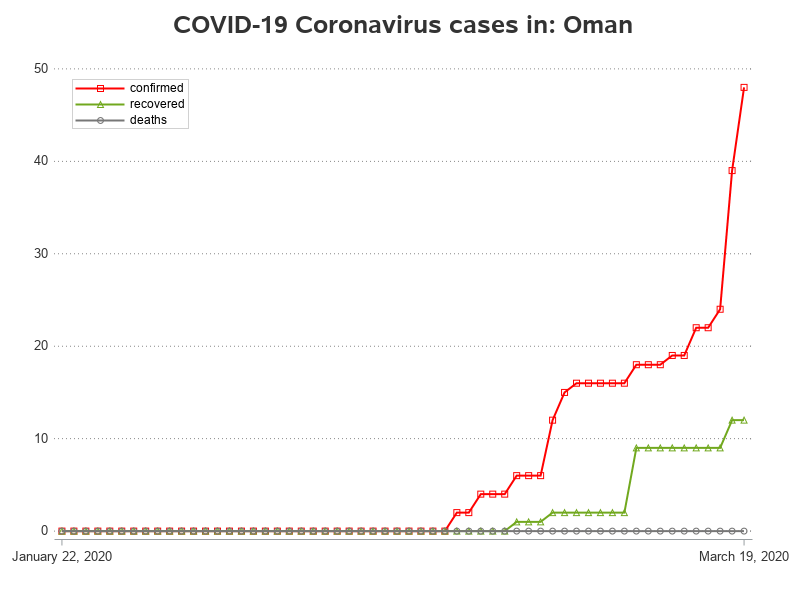 COVID-19 Coronavirus cases in: Oman
50
confirmed
recovered
deaths
40
30
20
10
0
January 22, 2020
March 19, 2020